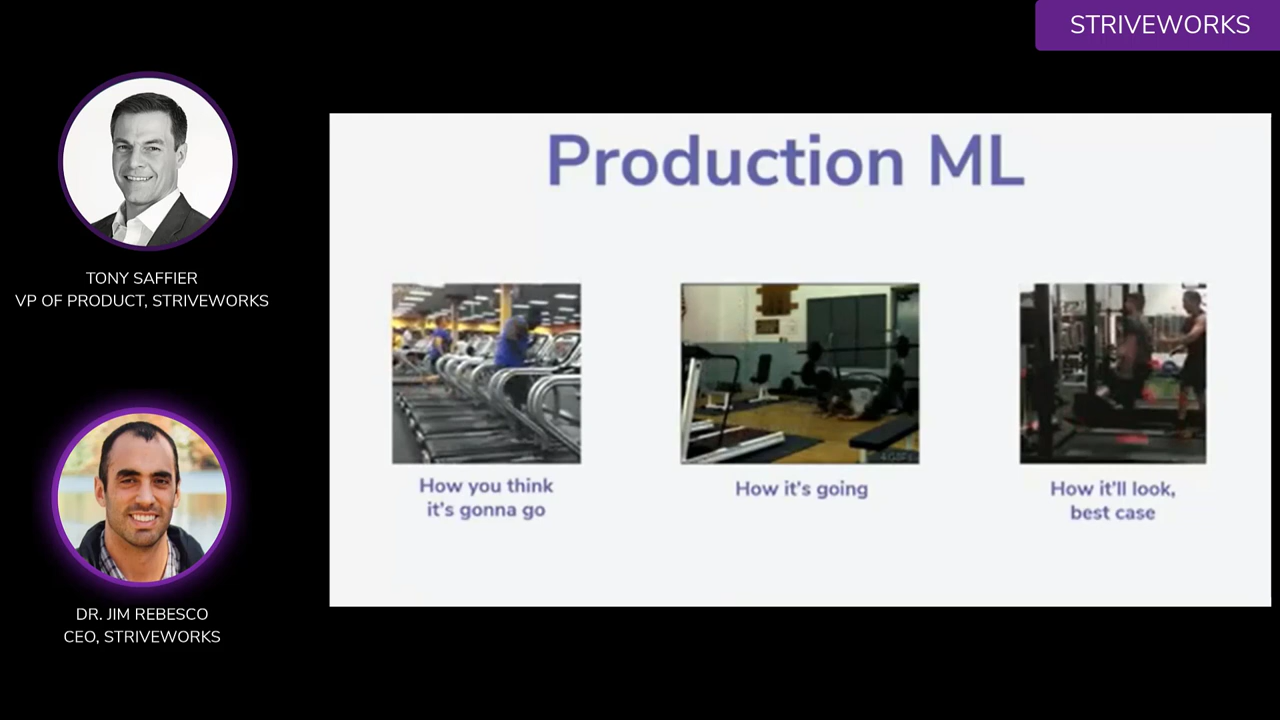 STRIVEWORKS
TONY SAFFIER
VP OF PRODUCT, STRIVEWORKS
DR. JIM REBESCO
CEO, STRIVEWORKS
Production ML
How you think
it's gonna go
How it's going
How it'll look,
best case